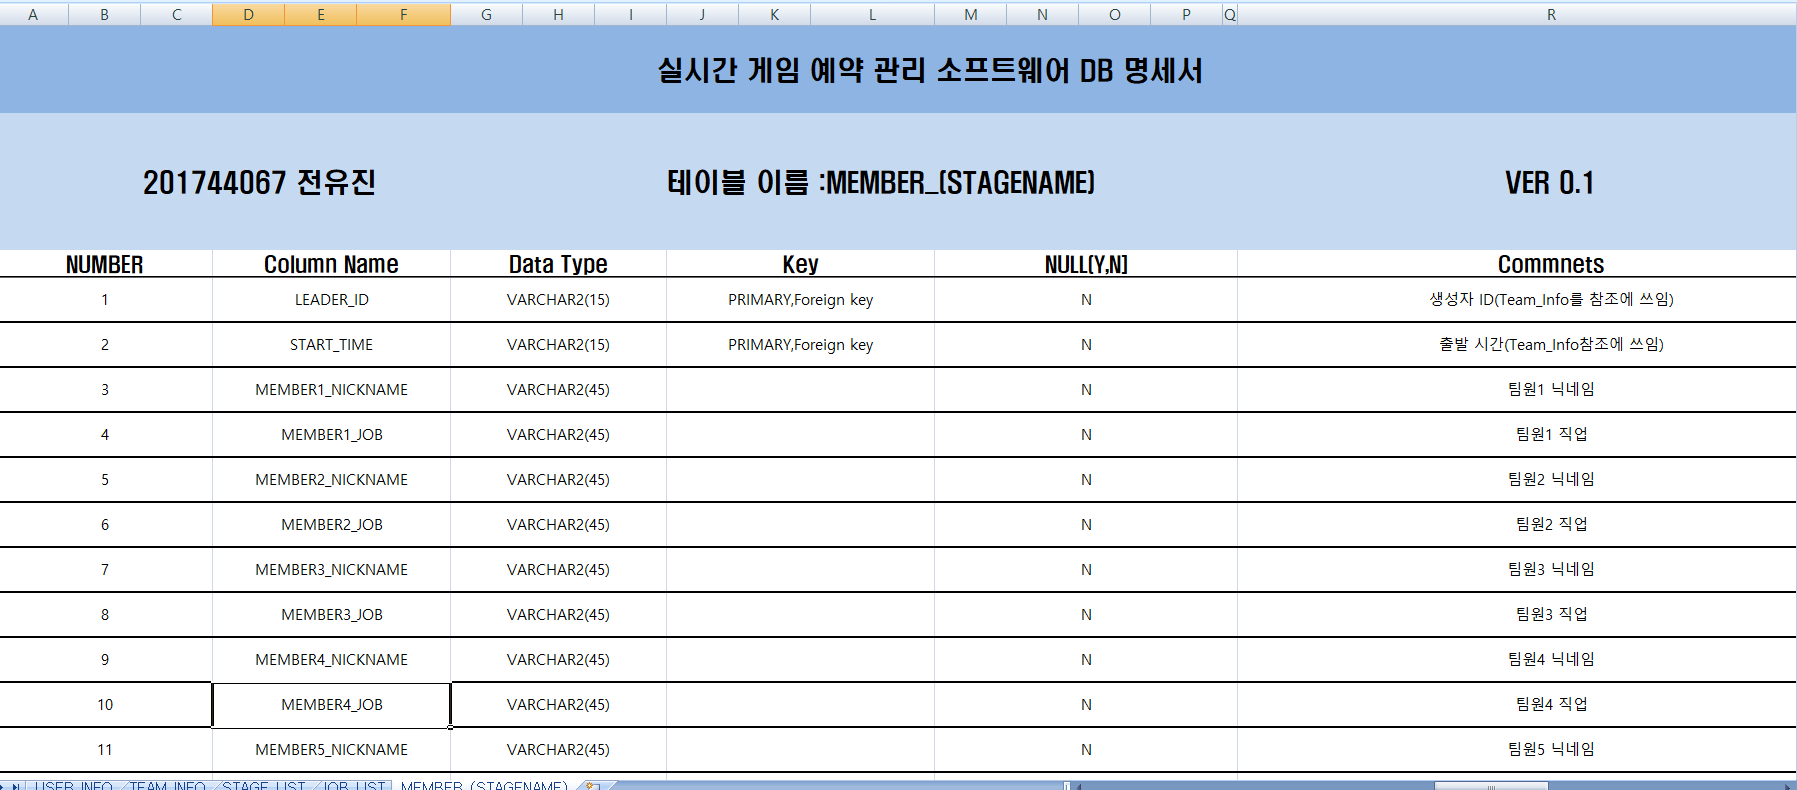 A B C D E F G H I J K L M N O P Q R
실시간 게임 예약 관리 소프트웨어 DB 명세서
201744067 전유진 테이블 이름 :MEMBER_(STAGENAME) VER 0.1
NUMBER Column Name Data Type Key NULL(Y,N) Commnets
1 LEADER_ID VARCHAR2(15) PRIMARY,Foreign key N 생성자 ID(Team_Info를 참조에 쓰임)
2 START_TIME VARCHAR2(15) PRIMARY,Foreign key N 출발 시간(Team_Info참조에 쓰임)
3 MEMBER1_NICKNAME VARCHAR2(45) N 팀원1 닉네임
4 MEMBER1_JOB VARCHAR2(45) N 팀원1 직업
5 MEMBER2_NICKNAME VARCHAR2(45) N 팀원2 닉네임
6 MEMBER2_JOB VARCHAR2(45) N 팀원2 직업
7 MEMBER3_NICKNAME VARCHAR2(45) N 팀원3 닉네임
8 MEMBER3_JOB VARCHAR2(45) N 팀원3 직업
9 MEMBER4_NICKNAME VARCHAR2(45) N 팀원4 닉네임
10 MEMBER4_JOB VARCHAR2(45) N 팀원4 직업
11 MEMBER5_NICKNAME VARCHAR2(45) N 팀원5 닉네임
USER_INFO TEAM_INFO STAGE_LIST JOB_LIST MEMBER_(STAGENAME)